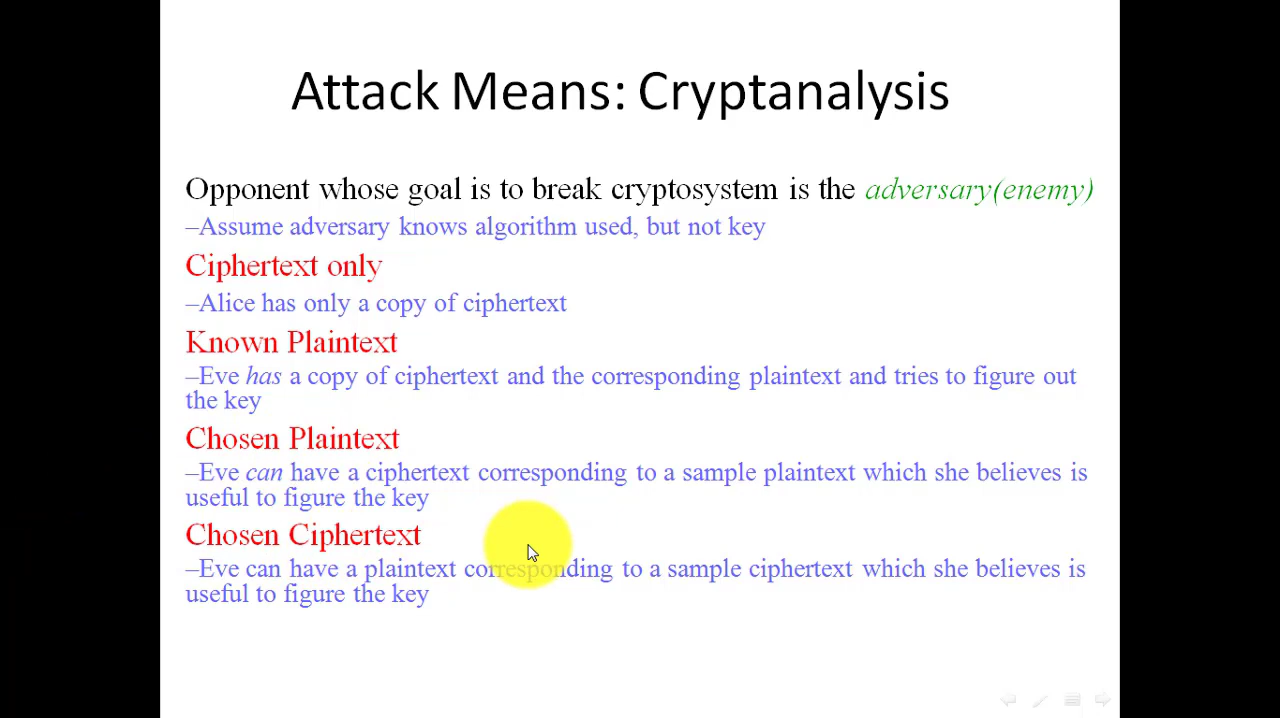 Attack Means: Cryptanalysis
Opponent whose goal is to break cryptosystem is the adversary(enemy)
–Assume adversary knows algorithm used, but not key
Ciphertext only
–Alice has only a copy of ciphertext
Known Plaintext
–Eve has a copy of ciphertext and the corresponding plaintext and tries to figure out
the key
Chosen Plaintext
–Eve can have a ciphertext corresponding to a sample plaintext which she believes is
useful to figure the key
Chosen Ciphertext
–Eve can have a plaintext corresponding to a sample ciphertext which she believes is
useful to figure the key